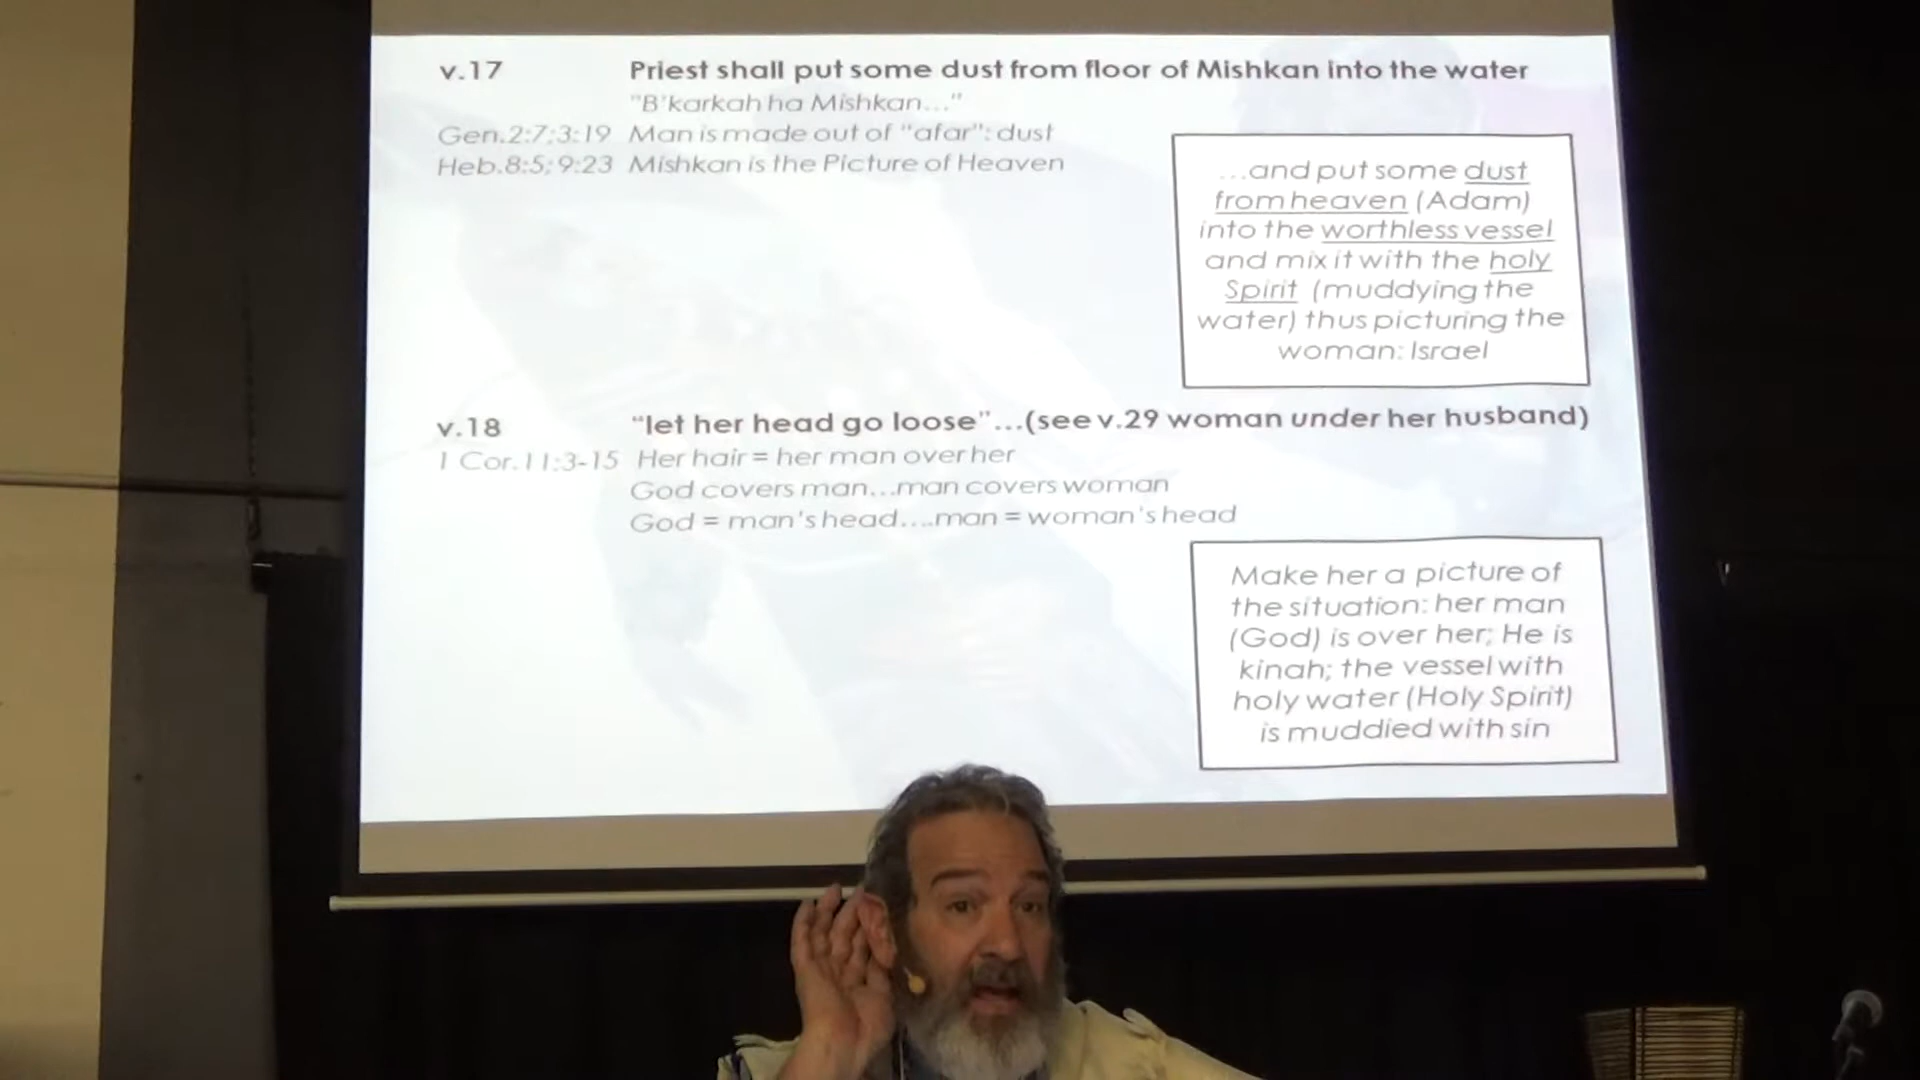 v.17 Priest shall put some dust from floor of Mishkan into the water
"B'karkah ha Mishkan..."
Gen.2:7;3:19 Man is made out of "afar": dust
Heb.8:5;9:23 Mishkan is the Picture of Heaven
...and put some dust
from heaven (Adam)
into the worthless vessel
and mix it with the holy
Spirit (muddying the
water) thus picturing the
woman: Israel
v.18 "let her head go loose"...(see v.29 woman under her husband)
1 Cor.11:3-15 Her hair = her man over her
God covers man...man covers woman
God = man's head....man = woman's head
Make her a picture of
the situation: her man
(God) is over her; He is
kinah; the vessel with
holy water (Holy Spirit)
is muddied with sin